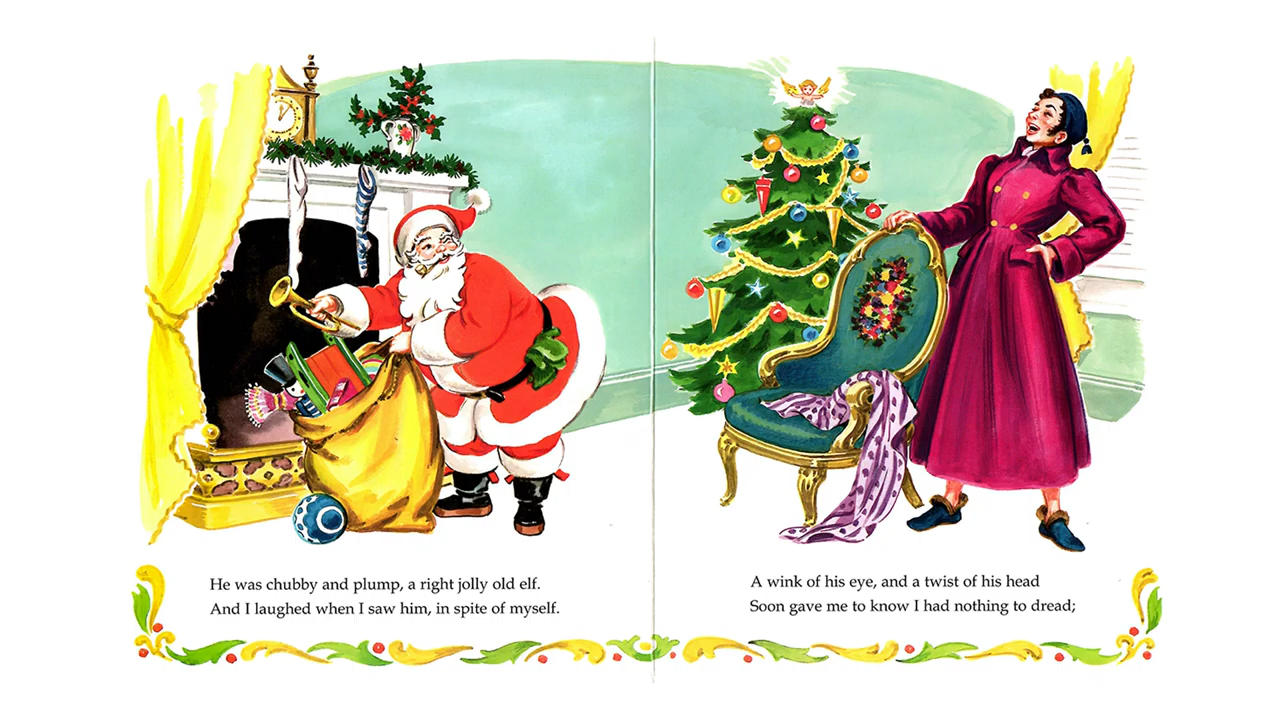 He was chubby and plump, a right jolly old elf.
And I laughed when I saw him, in spite of myself.
A wink of his eye, and a twist of his head
Soon gave me to know I had nothing to dread;